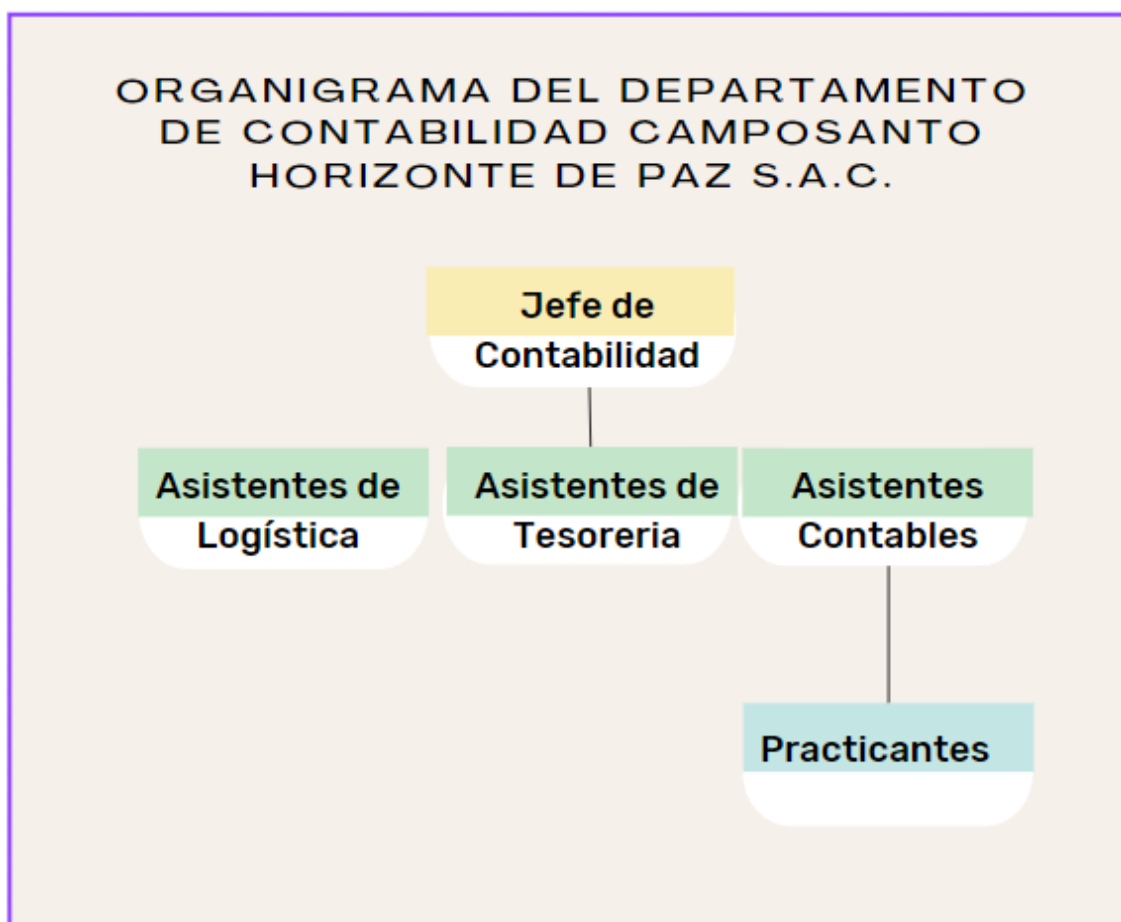 ORGANIGRAMA DEL DEPARTAMENTO
DE CONTABILIDAD CAMPOSANTO
HORIZONTE DE PAZ S.A.C.
Jefe de
Contabilidad
Asistentes de
Logística
Asistentes de
Tesoreria
Asistentes
Contables
Practicantes